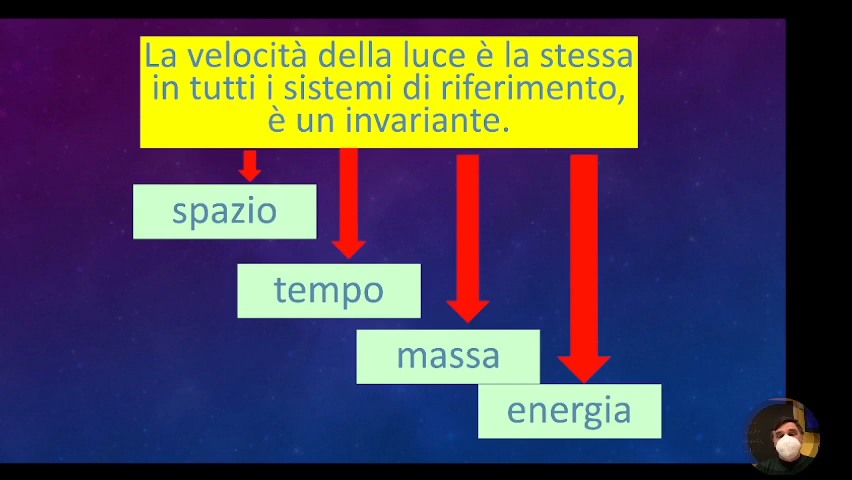 La velocità della luce è la stessa
in tutti i sistemi di riferimento,
è un invariante.
spazio
tempo
massa
energia